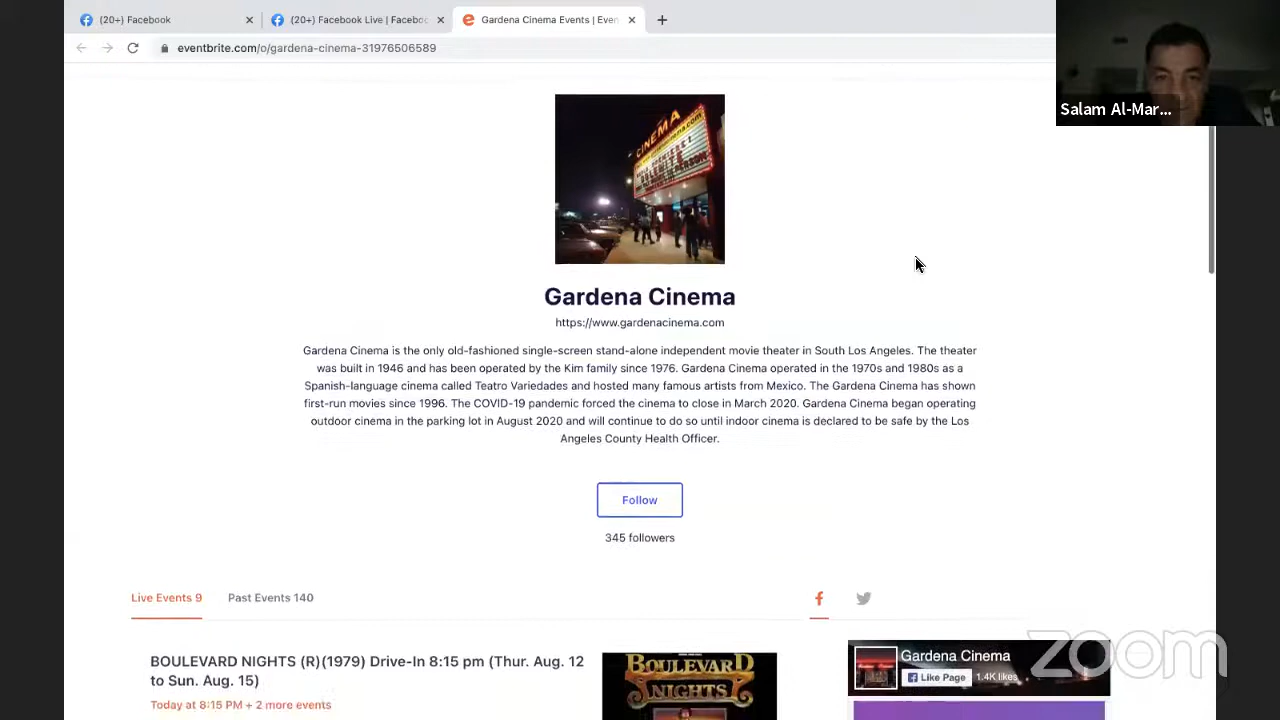 (20+) Facebook
(20+) Facebook Live | Faceboo
Gardena Cinema Events | Even
eventbrite.com/o/gardena-cinema-31976506589
Salam Al-Mar...
CINEMA
Gardena Cinema
https://www.gardenacinema.com
Gardena Cinema is the only old-fashioned single-screen stand-alone independent movie theater in South Los Angeles. The theater
was built in 1946 and has been operated by the Kim family since 1976. Gardena Cinema operated in the 1970s and 1980s as a
Spanish-language cinema called Teatro Variedades and hosted many famous artists from Mexico. The Gardena Cinema has shown
first-run movies since 1996. The COVID-19 pandemic forced the cinema to close in March 2020. Gardena Cinema began operating
outdoor cinema in the parking lot in August 2020 and will continue to do so until indoor cinema is declared to be safe by the Los
Angeles County Health Officer.
Follow
345 followers
Live Events 9
Past Events 140
BOULEVARD NIGHTS (R)(1979) Drive-In 8:15 pm (Thur. Aug. 12
to Sun. Aug. 15)
Today at 8:15 PM + 2 more events
BOULEVARD
NIGHTS
Gardena Cinema
Like Page
1.4K likes
zoom